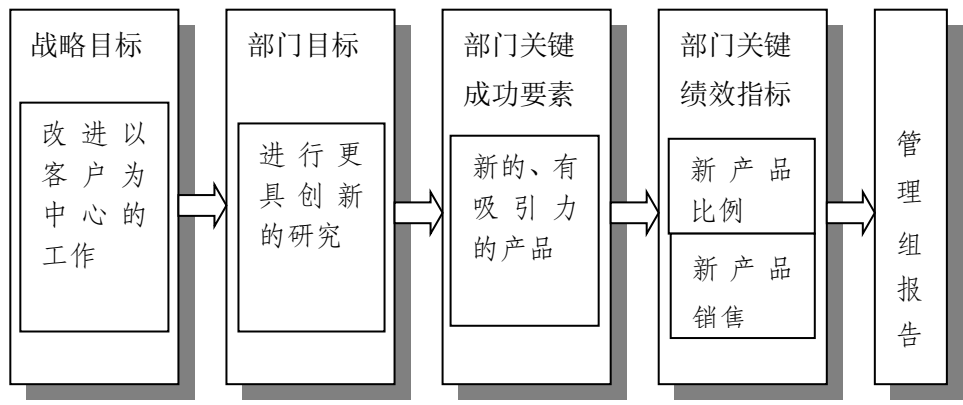 战略目标
改进以
客户为
中心的
工作
部门目标
进行更
具创新
的研究
部门关键
成功要素
新的、有
吸引力
的产品
部门关键
绩效指标
新产品
比例
新产品
销售
管
理
组
报
告